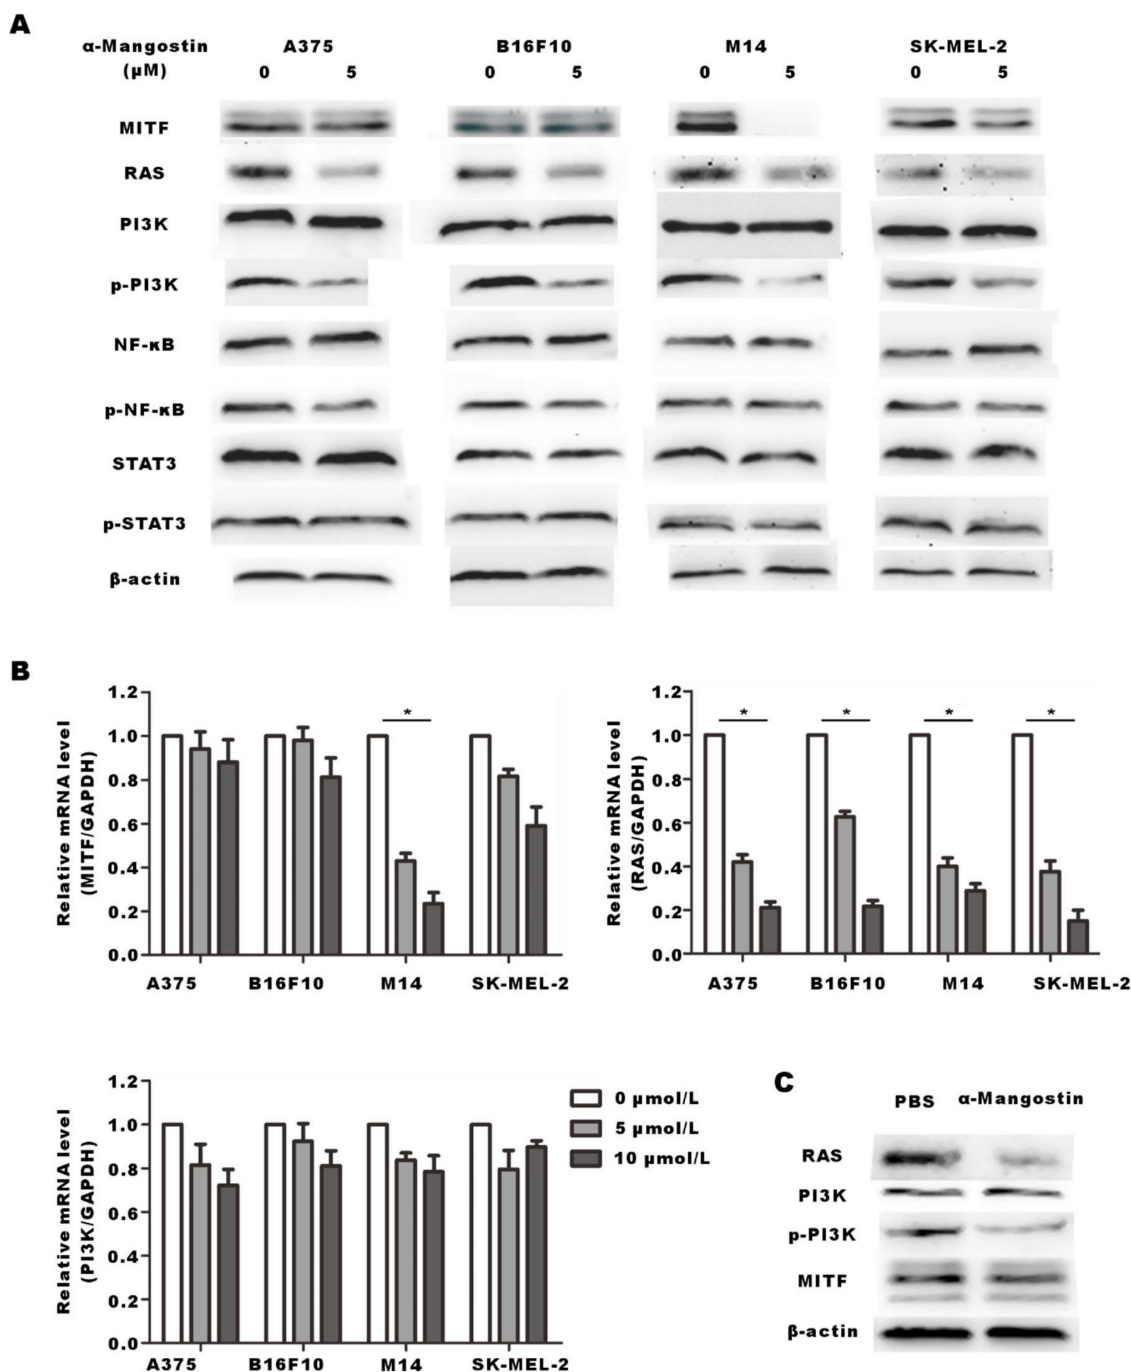 A
α-Mangostin A375 B16F10 M14 SK-MEL-2
(μM) 0 5 0 5 0 5 0 5
MITF
RAS
PI3K
p-PI3K
NF-κB
p-NF-κB
STAT3
p-STAT3
β-actin
B
Relative mRNA level
(MITF/GAPDH)
1.2
1.0
0.8
0.6
0.4
0.2
0.0
*
A375 B16F10 M14 SK-MEL-2
Relative mRNA level
(RAS/GAPDH)
1.2
1.0
0.8
0.6
0.4
0.2
0.0
* * * *
A375 B16F10 M14 SK-MEL-2
Relative mRNA level
(PI3K/GAPDH)
1.2
1.0
0.8
0.6
0.4
0.2
0.0
A375 B16F10 M14 SK-MEL-2
0 μmol/L
5 μmol/L
10 μmol/L
C
PBS α-Mangostin
RAS
PI3K
p-PI3K
MITF
β-actin